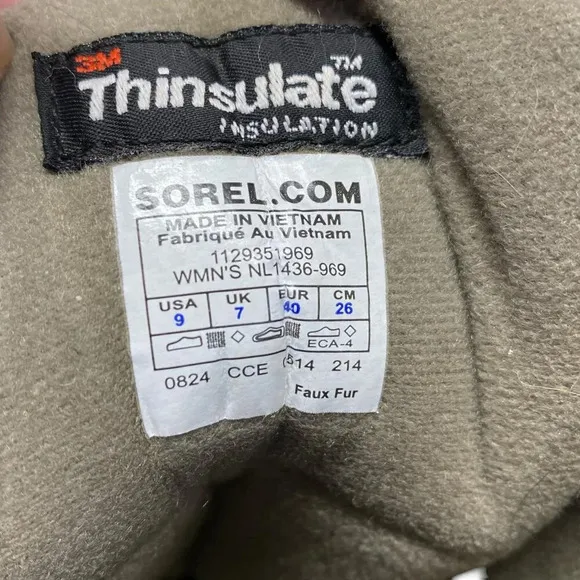 3M
Thinsulate™
INSULATION
SOREL.COM
MADE IN VIETNAM
Fabriqué Au Vietnam
1129351969
WMN'S NL1436-969
USA UK EUR CM
9 7 40 26
ECA-4
0824 CCE 214
Faux Fur